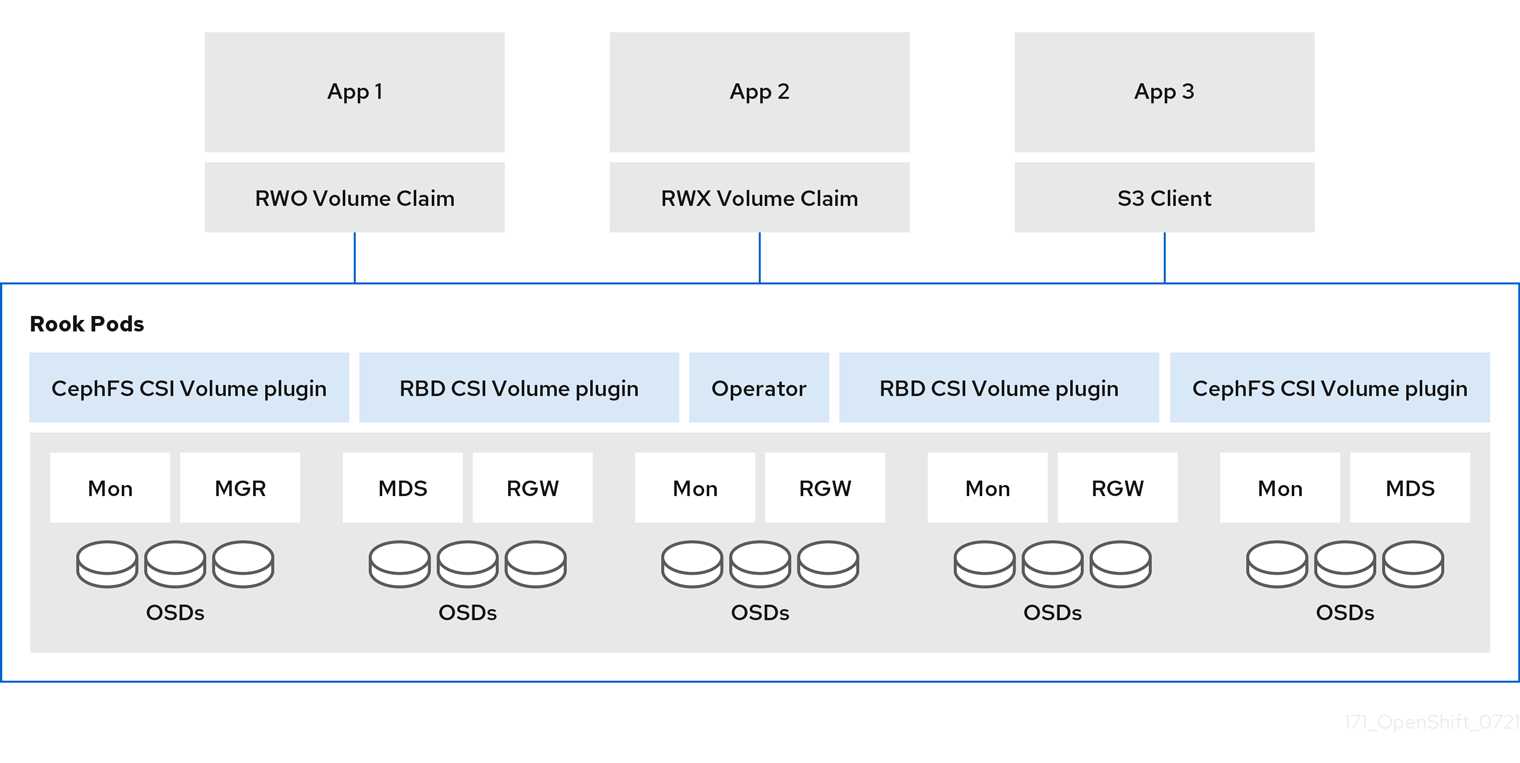 App 1
App 2
App 3
RWO Volume Claim
RWX Volume Claim
S3 Client
Rook Pods
CephFS CSI Volume plugin
RBD CSI Volume plugin
Operator
RBD CSI Volume plugin
CephFS CSI Volume plugin
Mon
MGR
MDS
RGW
Mon
RGW
Mon
RGW
Mon
MDS
OSDs
OSDs
OSDs
OSDs
OSDs
171_OpenShift_0721